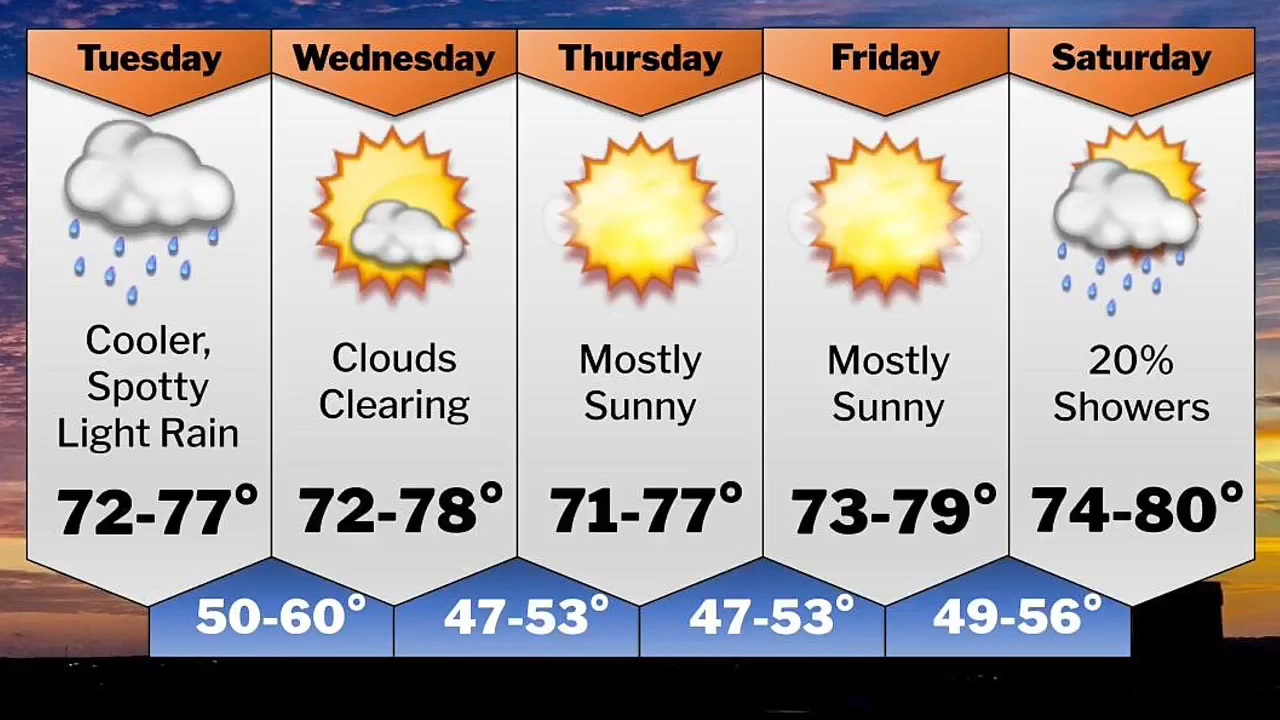 Tuesday
Cooler,
Spotty
Light Rain
72-77°
Wednesday
Clouds
Clearing
72-78°
Thursday
Mostly
Sunny
71-77°
Friday
Mostly
Sunny
73-79°
Saturday
20%
Showers
74-80°
50-60°
47-53°
47-53°
49-56°